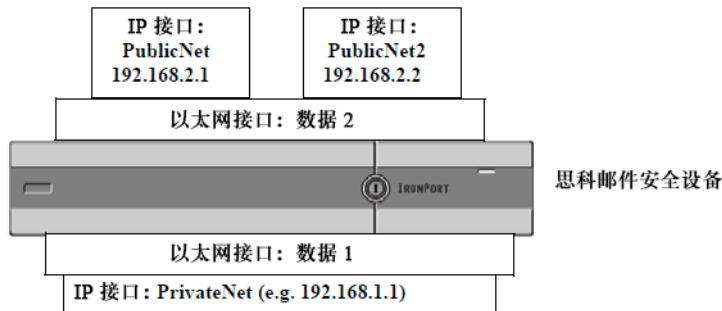 IP 接口：
PublicNet
192.168.2.1
IP 接口：
PublicNet2
192.168.2.2
以太网接口：数据 2
IRONPORT
思科邮件安全设备
以太网接口：数据 1
IP 接口：PrivateNet (e.g. 192.168.1.1)